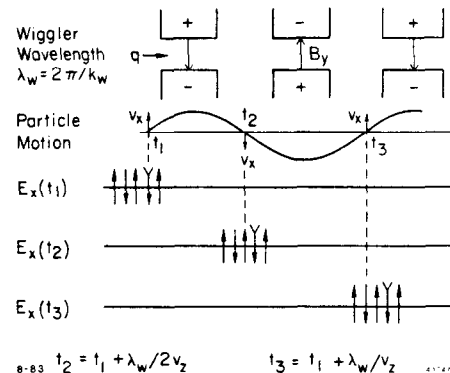 + - +
Wiggler
Wavelength
λw = 2π/kw
q
By
- + -
Particle
Motion
vx t2 vx
t1 vx t3
Ex(t1)
Ex(t2)
Ex(t3)
8-83 t2 = t1 + λw/2vz t3 = t1 + λw/vz